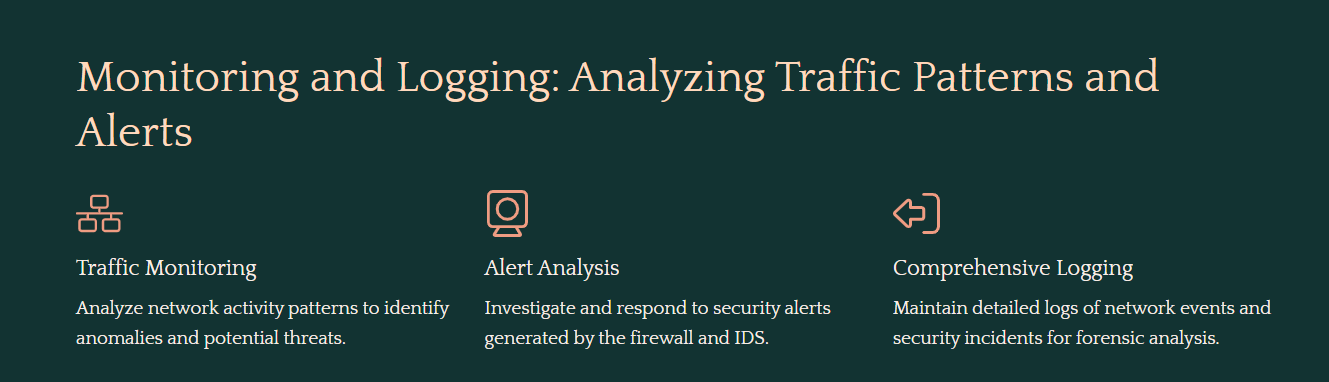 Monitoring and Logging: Analyzing Traffic Patterns and
Alerts
Traffic Monitoring
Analyze network activity patterns to identify
anomalies and potential threats.
Alert Analysis
Investigate and respond to security alerts
generated by the firewall and IDS.
Comprehensive Logging
Maintain detailed logs of network events and
security incidents for forensic analysis.